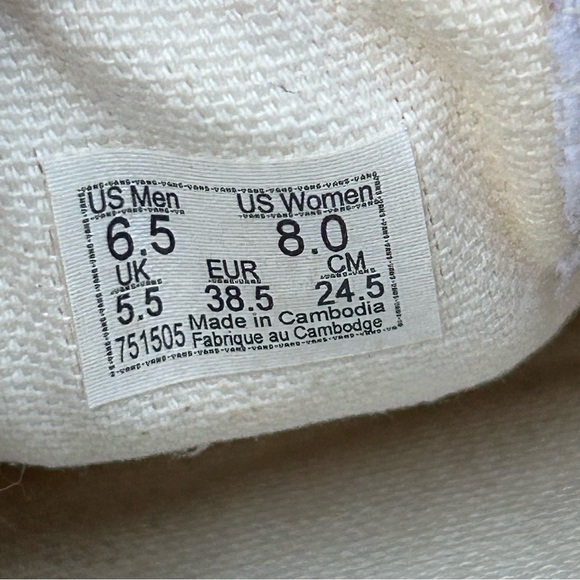 US Men US Women
6.5 8.0
UK EUR CM
5.5 38.5 24.5
751505 Made in Cambodia
Fabrique au Cambodge